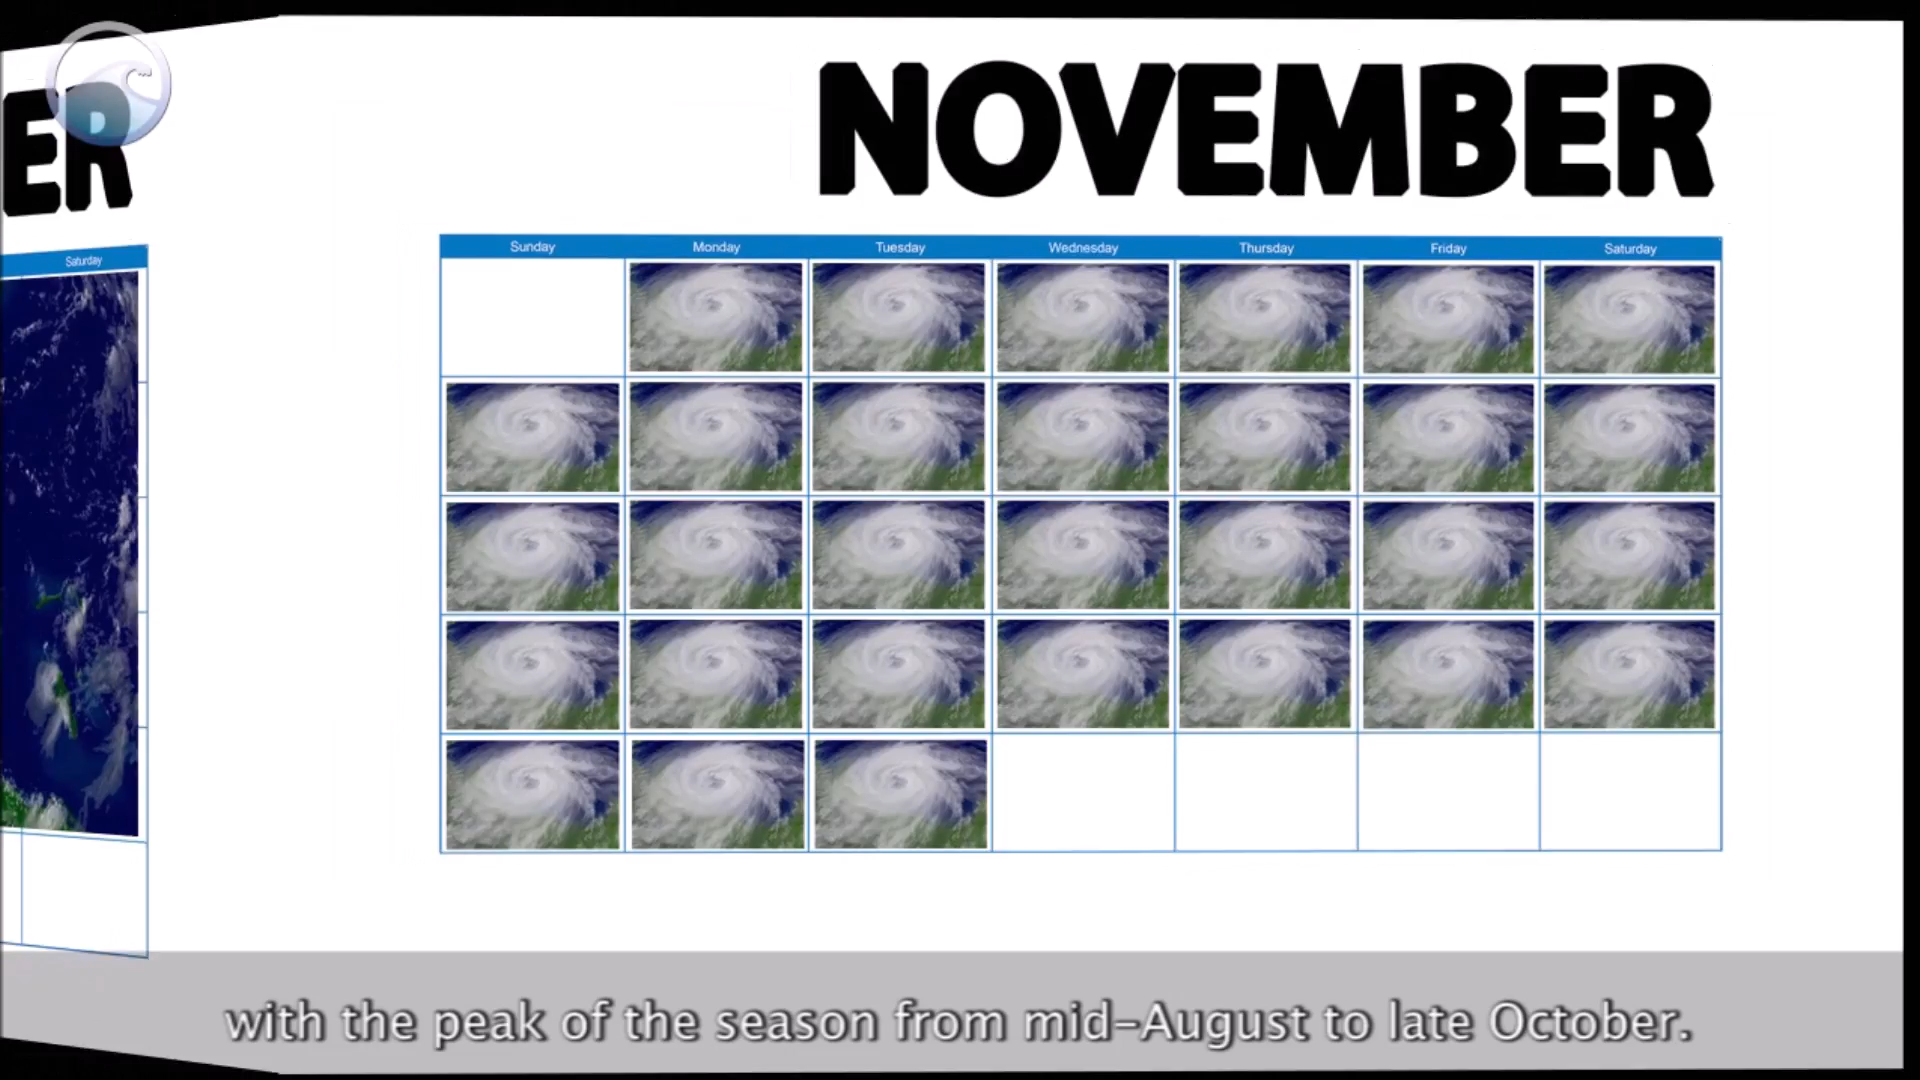 ER
NOVEMBER
Saturday
Sunday Monday Tuesday Wednesday Thursday Friday Saturday
with the peak of the season from mid-August to late October.